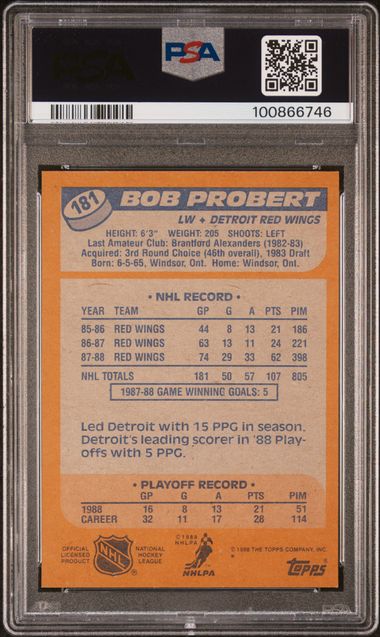 PSA
PSA
100866746
181
BOB PROBERT
LW + DETROIT RED WINGS
HEIGHT: 6'3" WEIGHT: 205 SHOOTS: LEFT
Last Amateur Club: Brantford Alexanders (1982-83)
Acquired: 3rd Round Choice (46th overall), 1983 Draft
Born: 6-5-65, Windsor, Ont. Home: Windsor, Ont.
• NHL RECORD •
YEAR TEAM GP G A PTS PIM
85-86 RED WINGS 44 8 13 21 186
86-87 RED WINGS 63 13 11 24 221
87-88 RED WINGS 74 29 33 62 398
NHL TOTALS 181 50 57 107 805
1987-88 GAME WINNING GOALS: 5
Led Detroit with 15 PPG in season.
Detroit's leading scorer in '88 Play-
offs with 5 PPG.
• PLAYOFF RECORD •
GP G A PTS PIM
1988 16 8 13 21 51
CAREER 32 11 17 28 114
OFFICIAL
LICENSED
PRODUCT
NHL
NATIONAL
HOCKEY
LEAGUE
© 1988
NHLPA
NHLPA
© 1988 THE TOPPS COMPANY, INC.
TOPPS